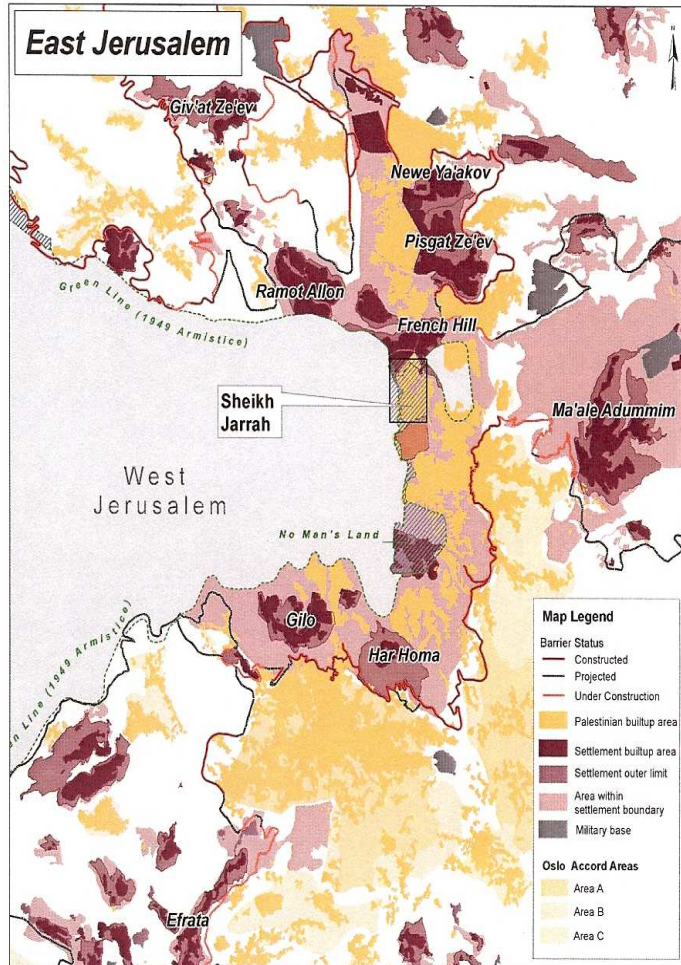 East Jerusalem
N
Giv'at Ze'ev
Newe Ya'akov
Pisgat Ze'ev
Ramot Allon
Green Line (1949 Armistice)
French Hill
Sheikh
Jarrah
Ma'ale Adummim
West
Jerusalem
No Man's Land
Gilo
Har Homa
en Line (1949 Armistice)
Efrata
Map Legend
Barrier Status
Constructed
Projected
Under Construction
Palestinian builtup area
Settlement builtup area
Settlement outer limit
Area within
settlement boundary
Military base
Oslo Accord Areas
Area A
Area B
Area C